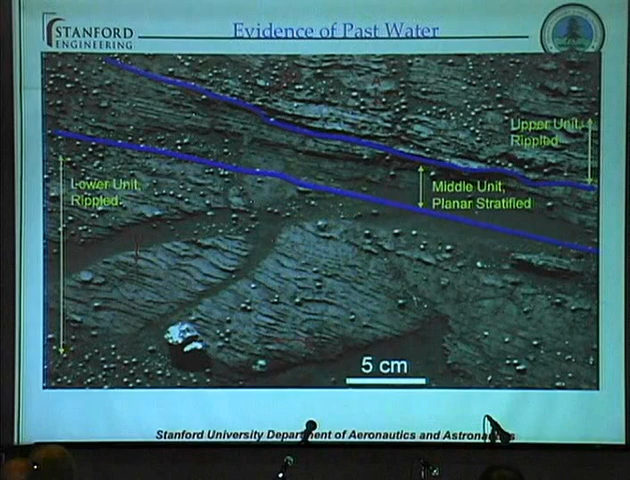 STANFORD
ENGINEERING
Evidence of Past Water
Upper Unit,
Rippled
Lower Unit,
Rippled
Middle Unit,
Planar Stratified
5 cm
Stanford University Department of Aeronautics and Astronautics